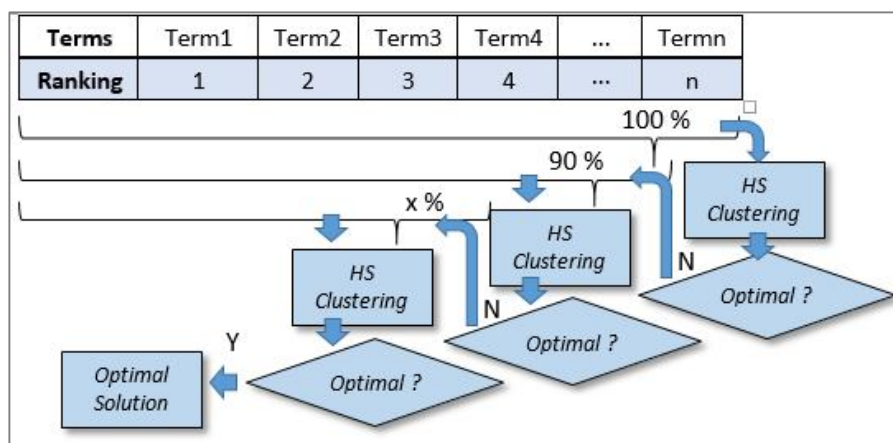 Terms Term1 Term2 Term3 Term4 ... Termn
Ranking 1 2 3 4 ... n
100 %
90 %
x %
HS
Clustering
HS
Clustering
HS
Clustering
N
Optimal ?
N
Optimal ?
Y
Optimal ?
Optimal
Solution